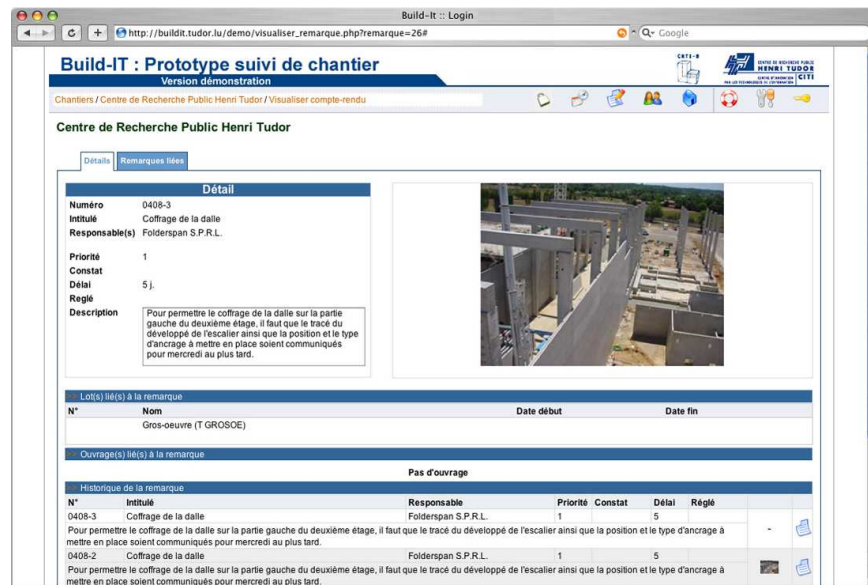 Build-It :: Login
http://buildit.tudor.lu/demo/visualiser_remarque.php?remarque=26#
Google
Build-IT : Prototype suivi de chantier
Version démonstration
CRTI-B
HENRI TUDOR
CITI
Chantiers / Centre de Recherche Public Henri Tudor / Visualiser compte-rendu
Centre de Recherche Public Henri Tudor
Détails Remarques liées
Détail
Numéro 0408-3
Intitulé Coffrage de la dalle
Responsable(s) Folderspan S.P.R.L.
Priorité 1
Constat
Délai 5 j.
Reglé
Description Pour permettre le coffrage de la dalle sur la partie
gauche du deuxième étage, il faut que le tracé du
développé de l'escalier ainsi que la position et le type
d'ancrage à mettre en place soient communiqués
pour mercredi au plus tard.
Lot(s) lié(s) à la remarque
N° Nom Date début Date fin
Gros-oeuvre (T GROSOE)
Ouvrage(s) lié(s) à la remarque
Pas d'ouvrage
Historique de la remarque
N° Intitulé Responsable Priorité Constat Délai Réglé
0408-3 Coffrage de la dalle Folderspan S.P.R.L. 1 5
Pour permettre le coffrage de la dalle sur la partie gauche du deuxième étage, il faut que le tracé du développé de l'escalier ainsi que la position et le type d'ancrage à
mettre en place soient communiqués pour mercredi au plus tard.
-
0408-2 Coffrage de la dalle Folderspan S.P.R.L. 1 5
Pour permettre le coffrage de la dalle sur la partie gauche du deuxième étage, il faut que le tracé du développé de l'escalier ainsi que la position et le type d'ancrage à
mettre en place soient communiqués pour mercredi au plus tard.